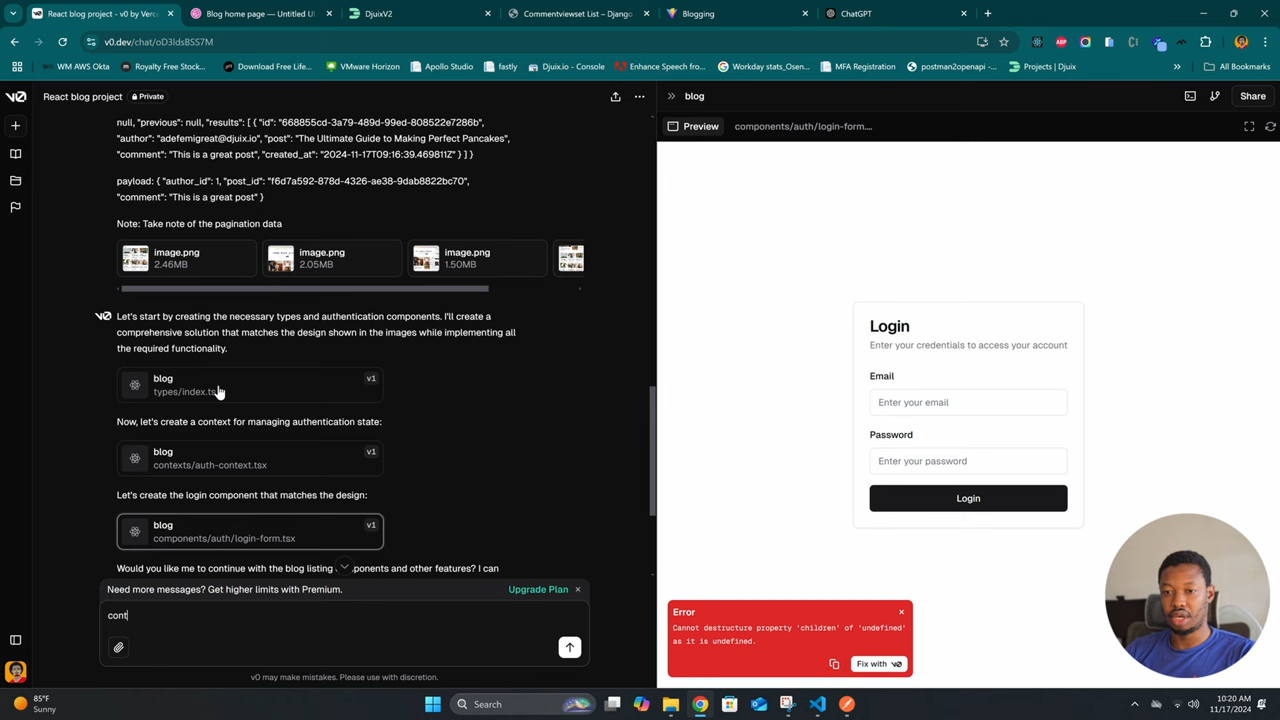 React blog project - v0 by Verc
Blog home page — Untitled UI
DjuixV2
Commentviewset List – Django
Blogging
ChatGPT
v0.dev/chat/oD3ldsBSS7M
WM AWS Okta
Royalty Free Stock...
Download Free Life...
VMware Horizon
Apollo Studio
fastly
Djuix.io - Console
Enhance Speech from...
Workday stats_Osen...
MFA Registration
postman2openapi -...
Projects | Djuix
All Bookmarks
React blog project
Private
blog
Share
Preview
components/auth/login-form....
null, "previous": null, "results": [ { "id": "668855cd-3a79-489d-99ed-808522e7286b",
"author": "adefemigreat@djuix.io", "post": "The Ultimate Guide to Making Perfect Pancakes",
"comment": "This is a great post", "created_at": "2024-11-17T09:16:39.469811Z" } ] }
payload: { "author_id": 1, "post_id": "f6d7a592-878d-4326-ae38-9dab8822bc70",
"comment": "This is a great post" }
Note: Take note of the pagination data
image.png
2.46MB
image.png
2.05MB
image.png
1.50MB
Let's start by creating the necessary types and authentication components. I'll create a
comprehensive solution that matches the design shown in the images while implementing all
the required functionality.
blog
v1
types/index.ts
Now, let's create a context for managing authentication state:
blog
v1
contexts/auth-context.tsx
Let's create the login component that matches the design:
blog
v1
components/auth/login-form.tsx
Would you like me to continue with the blog listing
ponents and other features? I can
Need more messages? Get higher limits with Premium.
Upgrade Plan
cont
v0 may make mistakes. Please use with discretion.
Login
Enter your credentials to access your account
Email
Enter your email
Password
Enter your password
Login
Error
Cannot destructure property 'children' of 'undefined'
as it is undefined.
Fix with v0
85°F
Sunny
Search
10:20 AM
11/17/2024